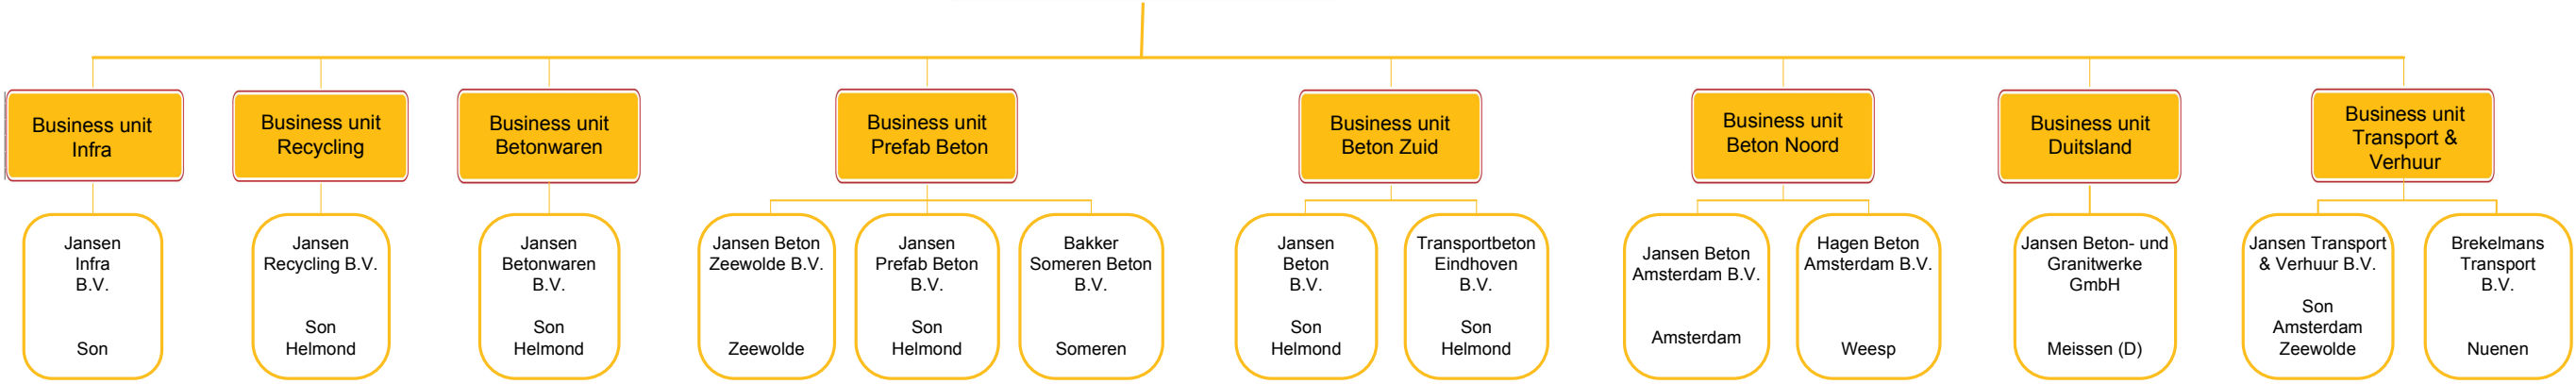 Business unit
Infra
Business unit
Recycling
Business unit
Betonwaren
Business unit
Prefab Beton
Business unit
Beton Zuid
Business unit
Beton Noord
Business unit
Duitsland
Business unit
Transport &
Verhuur
Jansen
Infra
B.V.
Son
Jansen
Recycling B.V.
Son
Helmond
Jansen
Betonwaren
B.V.
Son
Helmond
Jansen Beton
Zeewolde B.V.
Zeewolde
Jansen
Prefab Beton
B.V.
Son
Helmond
Bakker
Someren Beton
B.V.
Someren
Jansen
Beton
B.V.
Son
Helmond
Transportbeton
Eindhoven
B.V.
Son
Helmond
Jansen Beton
Amsterdam B.V.
Amsterdam
Hagen Beton
Amsterdam B.V.
Weesp
Jansen Beton- und
Granitwerke
GmbH
Meissen (D)
Jansen Transport
& Verhuur B.V.
Son
Amsterdam
Zeewolde
Brekelmans
Transport
B.V.
Nuenen